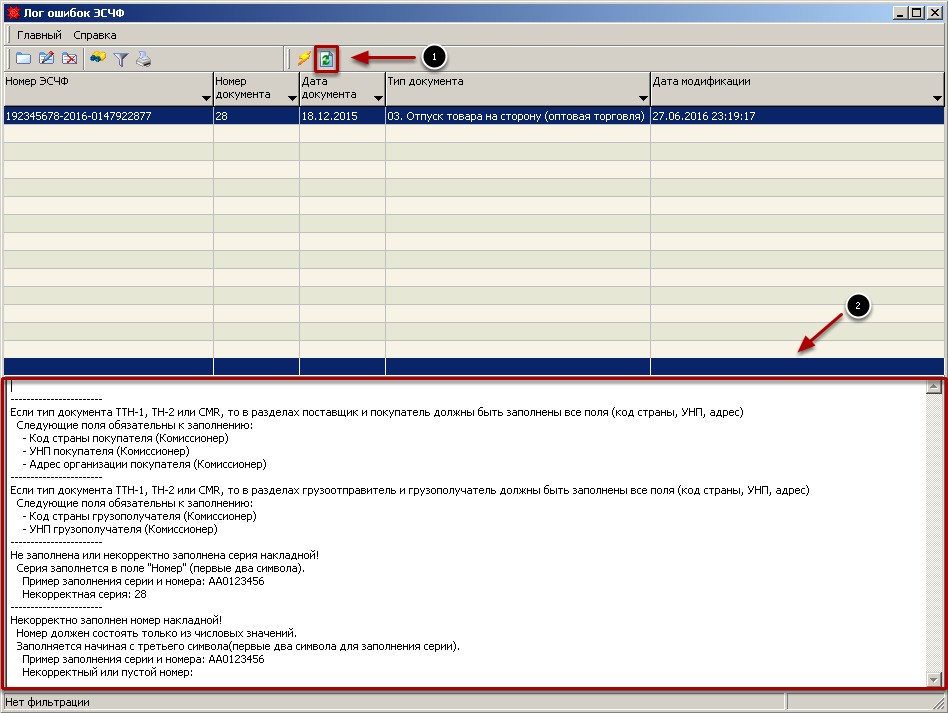 Лог ошибок ЭСЧФ
Главный Справка
1
Номер ЭСЧФ Номер документа Дата документа Тип документа Дата модификации
192345678-2016-0147922877 28 18.12.2015 03. Отпуск товара на сторону (оптовая торговля) 27.06.2016 23:19:17
2
-----------------------
Если тип документа ТТН-1, ТН-2 или CMR, то в разделах поставщик и покупатель должны быть заполнены все поля (код страны, УНП, адрес)
Следующие поля обязательны к заполнению:
- Код страны покупателя (Комиссионер)
- УНП покупателя (Комиссионер)
- Адрес организации покупателя (Комиссионер)
-----------------------
Если тип документа ТТН-1, ТН-2 или CMR, то в разделах грузоотправитель и грузополучатель должны быть заполнены все поля (код страны, УНП, адрес)
Следующие поля обязательны к заполнению:
- Код страны грузополучателя (Комиссионер)
- УНП грузополучателя (Комиссионер)
-----------------------
Не заполнена или некорректно заполнена серия накладной!
Серия заполнется в поле "Номер" (первые два символа).
Пример заполнения серии и номера: АА0123456
Некорректная серия: 28
-----------------------
Некорректно заполнен номер накладной!
Номер должен состоять только из числовых значений.
Заполняется начиная с третьего символа(первые два символа для заполнения серии).
Пример заполнения серии и номера: АА0123456
Некорректный или пустой номер:
Нет фильтрации